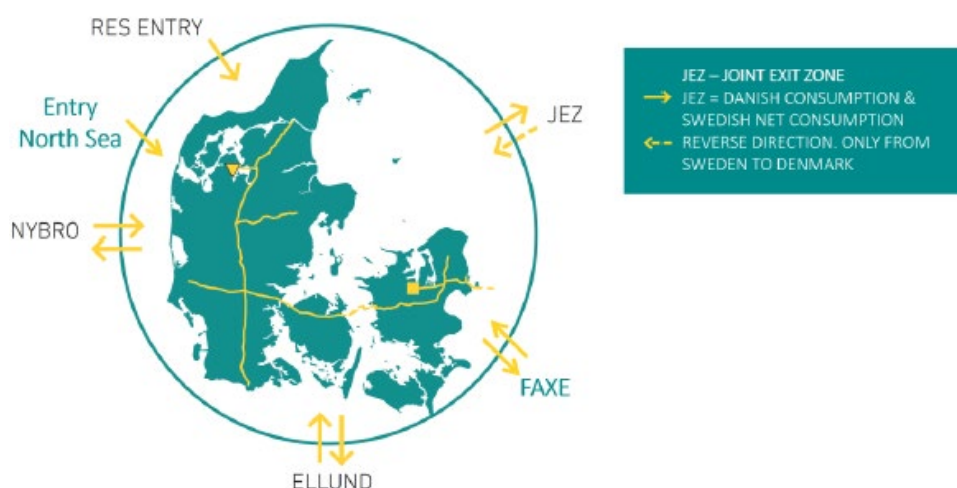 RES ENTRY
Entry
North Sea
NYBRO
JEZ
FAXE
ELLUND
JEZ – JOINT EXIT ZONE
JEZ = DANISH CONSUMPTION &
SWEDISH NET CONSUMPTION
REVERSE DIRECTION. ONLY FROM
SWEDEN TO DENMARK